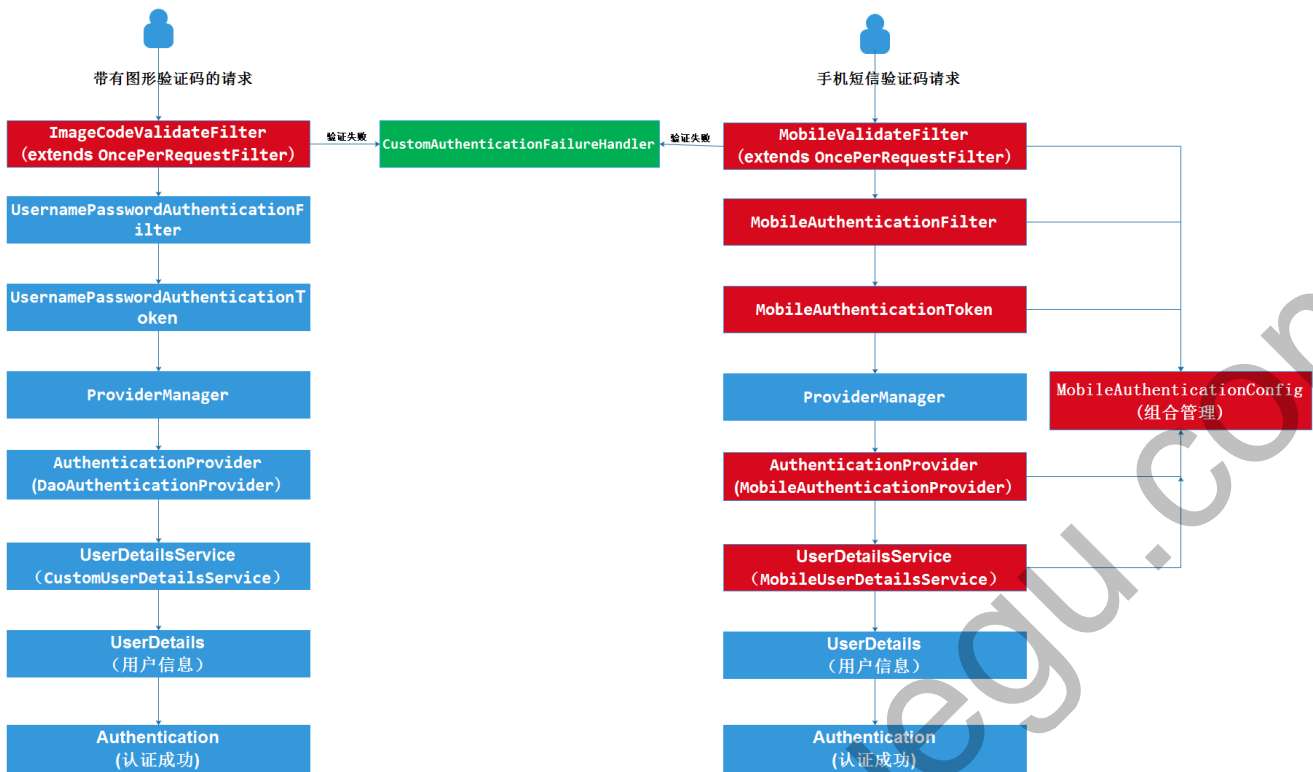 带有图形验证码的请求
ImageCodeValidateFilter
(extends OncePerRequestFilter)
验证失败
CustomAuthenticationFailureHandler
UsernamePasswordAuthenticationF
ilter
UsernamePasswordAuthenticationT
oken
ProviderManager
AuthenticationProvider
(DaoAuthenticationProvider)
UserDetailsService
（CustomUserDetailsService）
UserDetails
（用户信息）
Authentication
(认证成功)
手机短信验证码请求
验证失败
MobileValidateFilter
(extends OncePerRequestFilter)
MobileAuthenticationFilter
MobileAuthenticationToken
ProviderManager
MobileAuthenticationConfig
(组合管理)
AuthenticationProvider
(MobileAuthenticationProvider)
UserDetailsService
（MobileUserDetailsService）
UserDetails
（用户信息）
Authentication
(认证成功)
egu.com